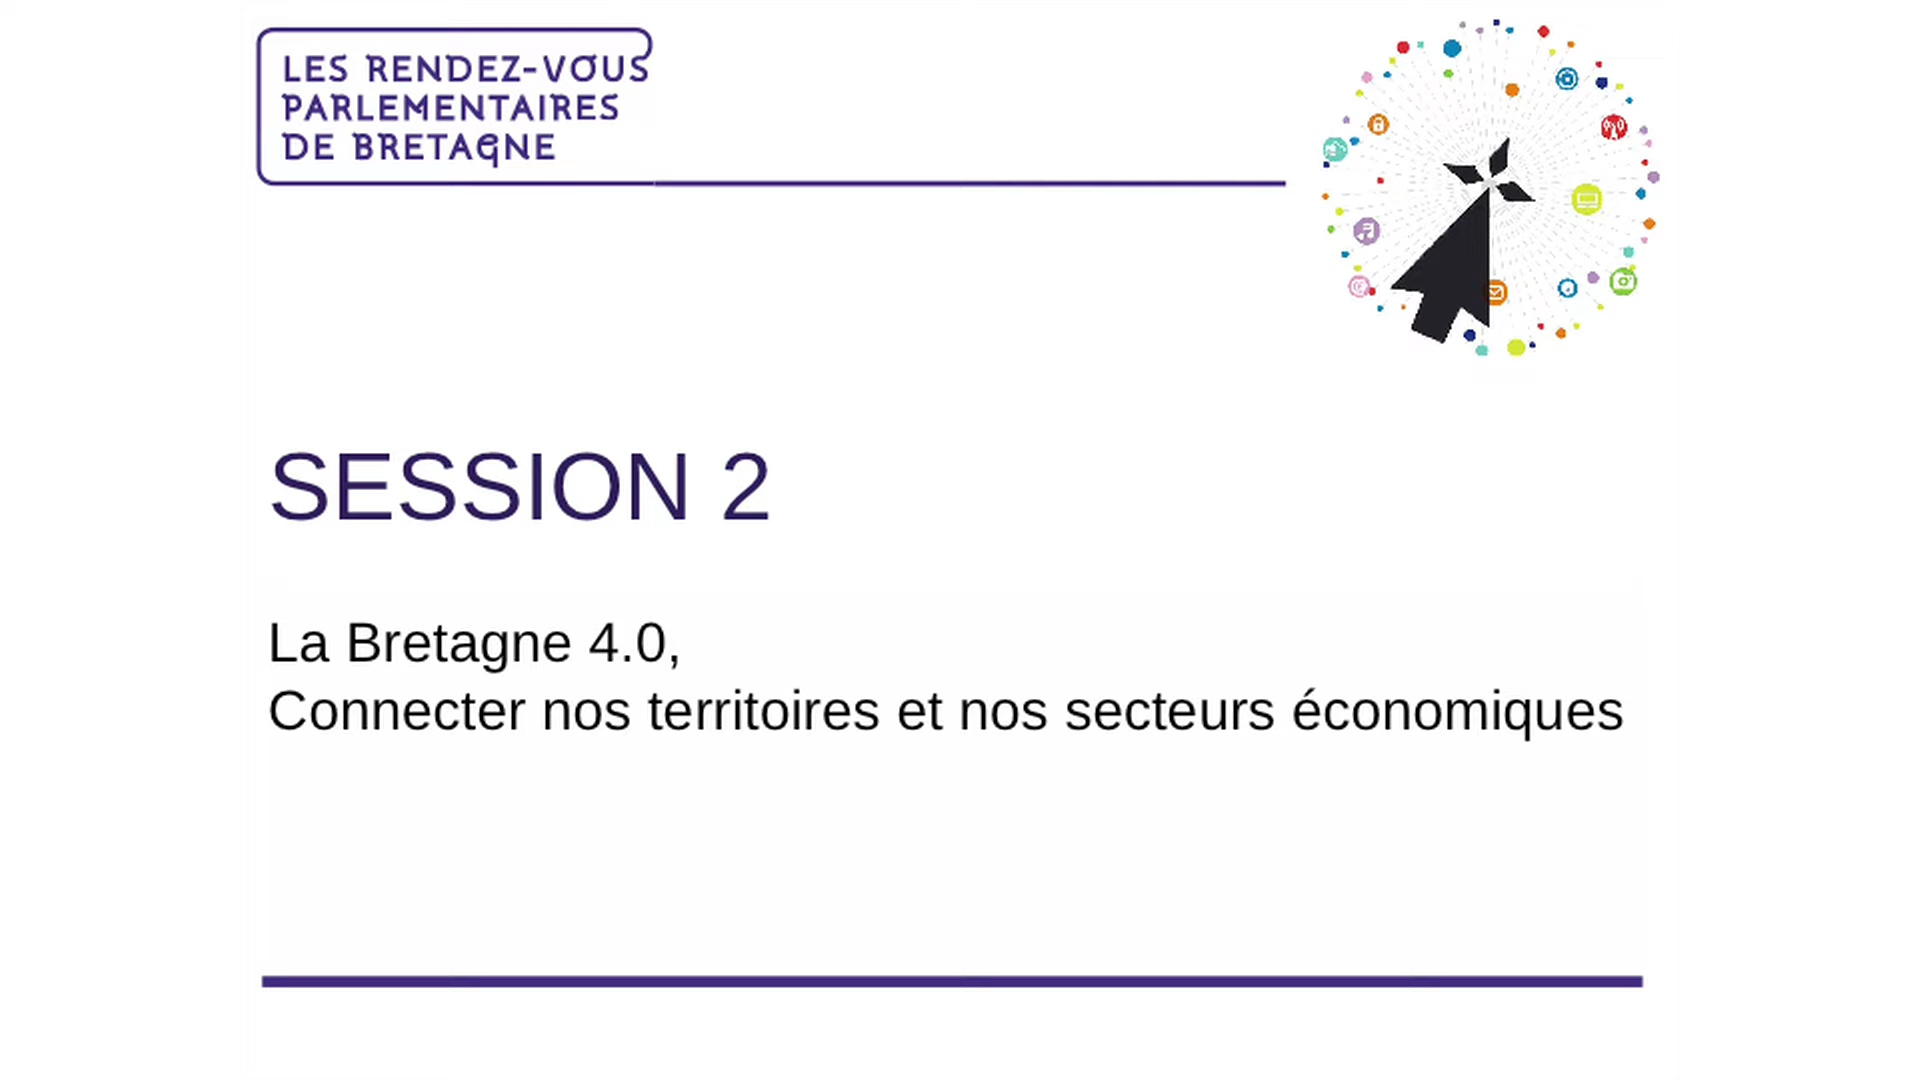 LES RENDEZ-VOUS
PARLEMENTAIRES
DE BRETAGNE
SESSION 2
La Bretagne 4.0,
Connecter nos territoires et nos secteurs économiques